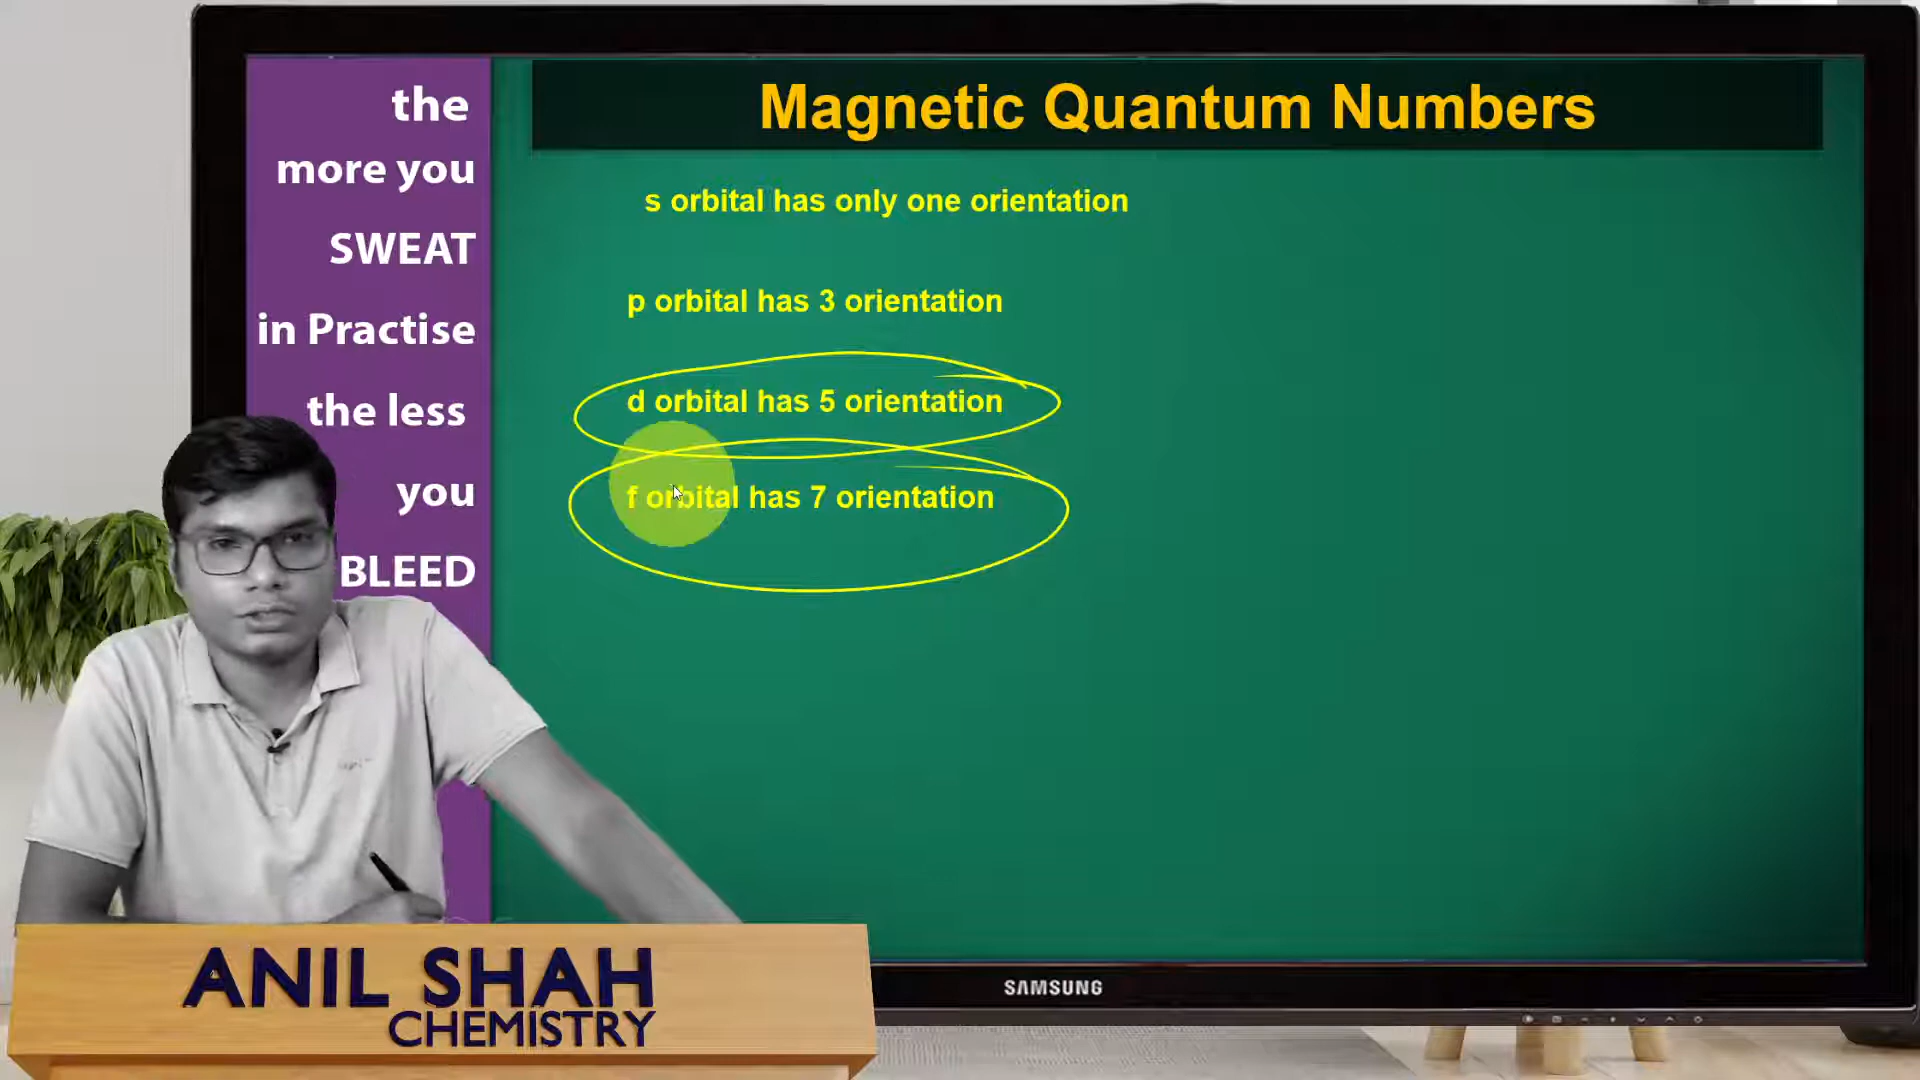 the
more you
SWEAT
in Practise
the less
you
BLEED
Magnetic Quantum Numbers
s orbital has only one orientation
p orbital has 3 orientation
d orbital has 5 orientation
f orbital has 7 orientation
ANIL SHAH
CHEMISTRY
SAMSUNG